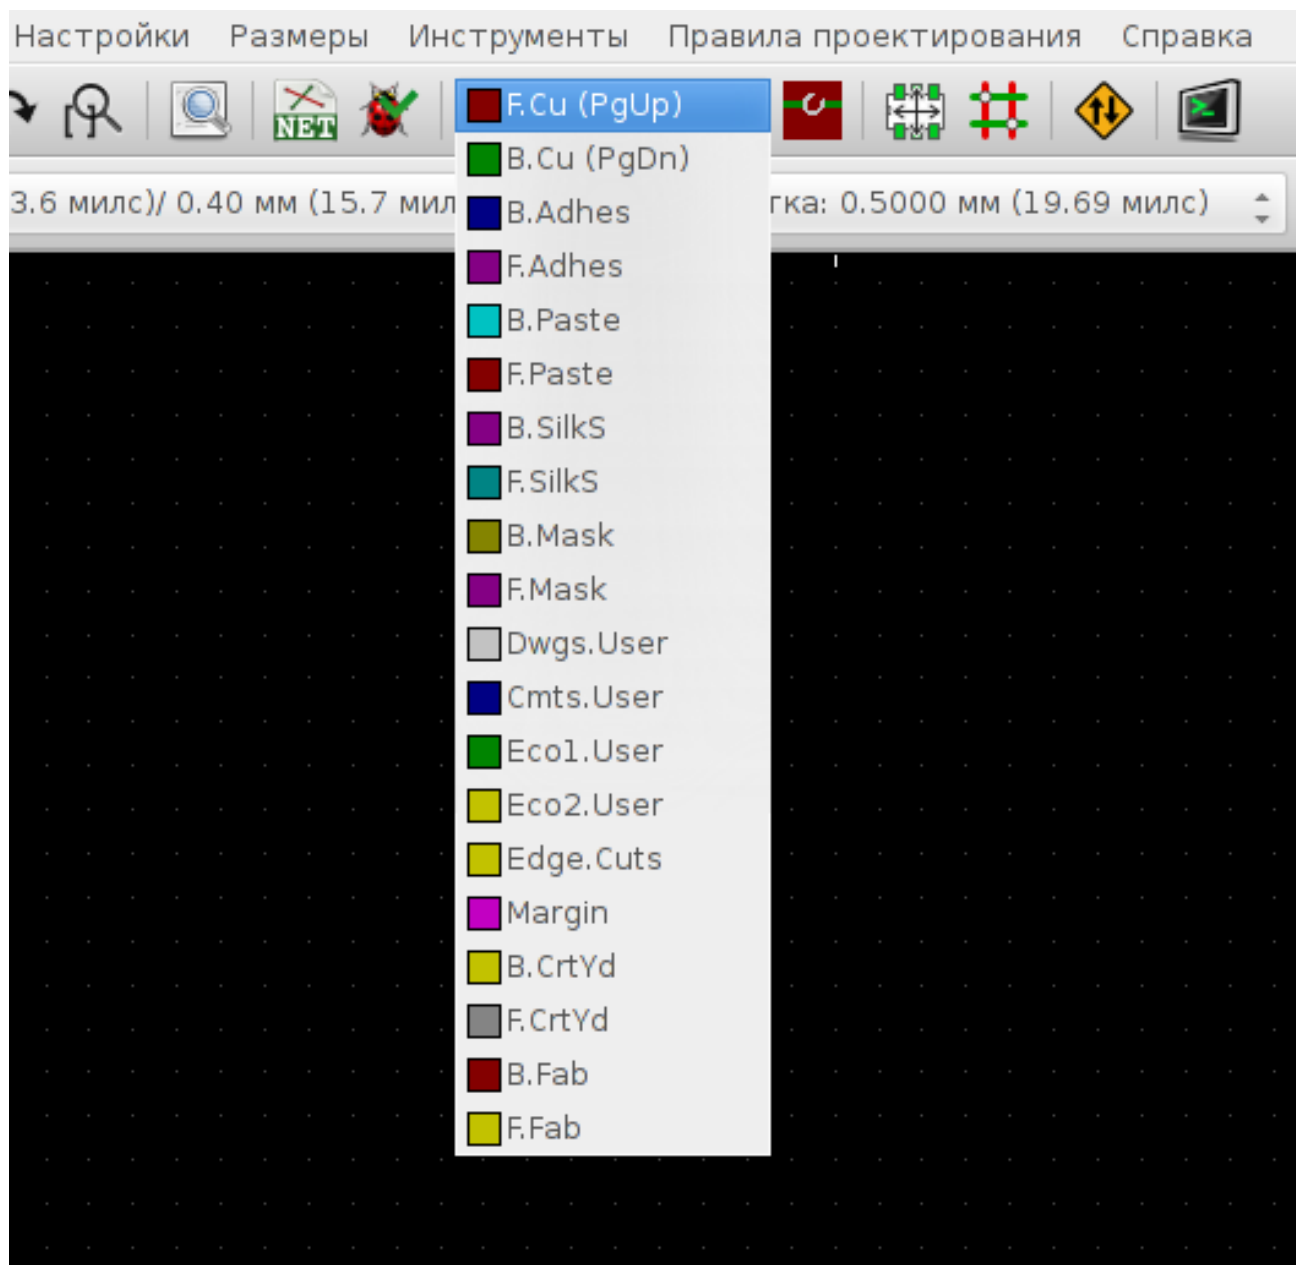 Настройки Размеры Инструменты Правила проектирования Справка
NET
F.Cu (PgUp)
B.Cu (PgDn)
3.6 милс)/ 0.40 мм (15.7 0.5000 мм (19.69 милс)
B.Adhes
F.Adhes
B.Paste
F.Paste
B.SilkS
F.SilkS
B.Mask
F.Mask
Dwgs.User
Cmts.User
Eco1.User
Eco2.User
Edge.Cuts
Margin
B.CrtYd
F.CrtYd
B.Fab
F.Fab